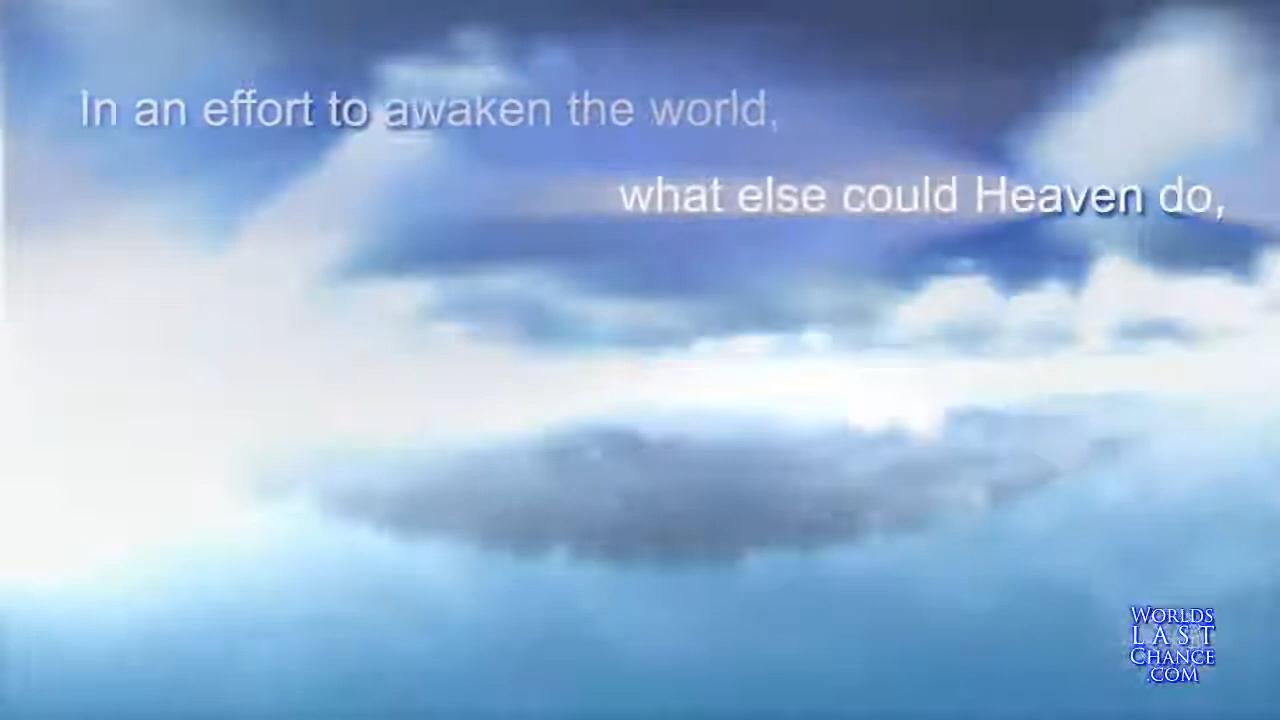 In an effort to awaken the world,
what else could Heaven do,
WORLDS
LAST
CHANCE
.COM